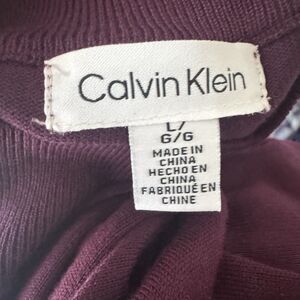 Calvin Klein
L/
G/G
MADE IN
CHINA
HECHO EN
CHINA
FABRIQUÉ EN
CHINE